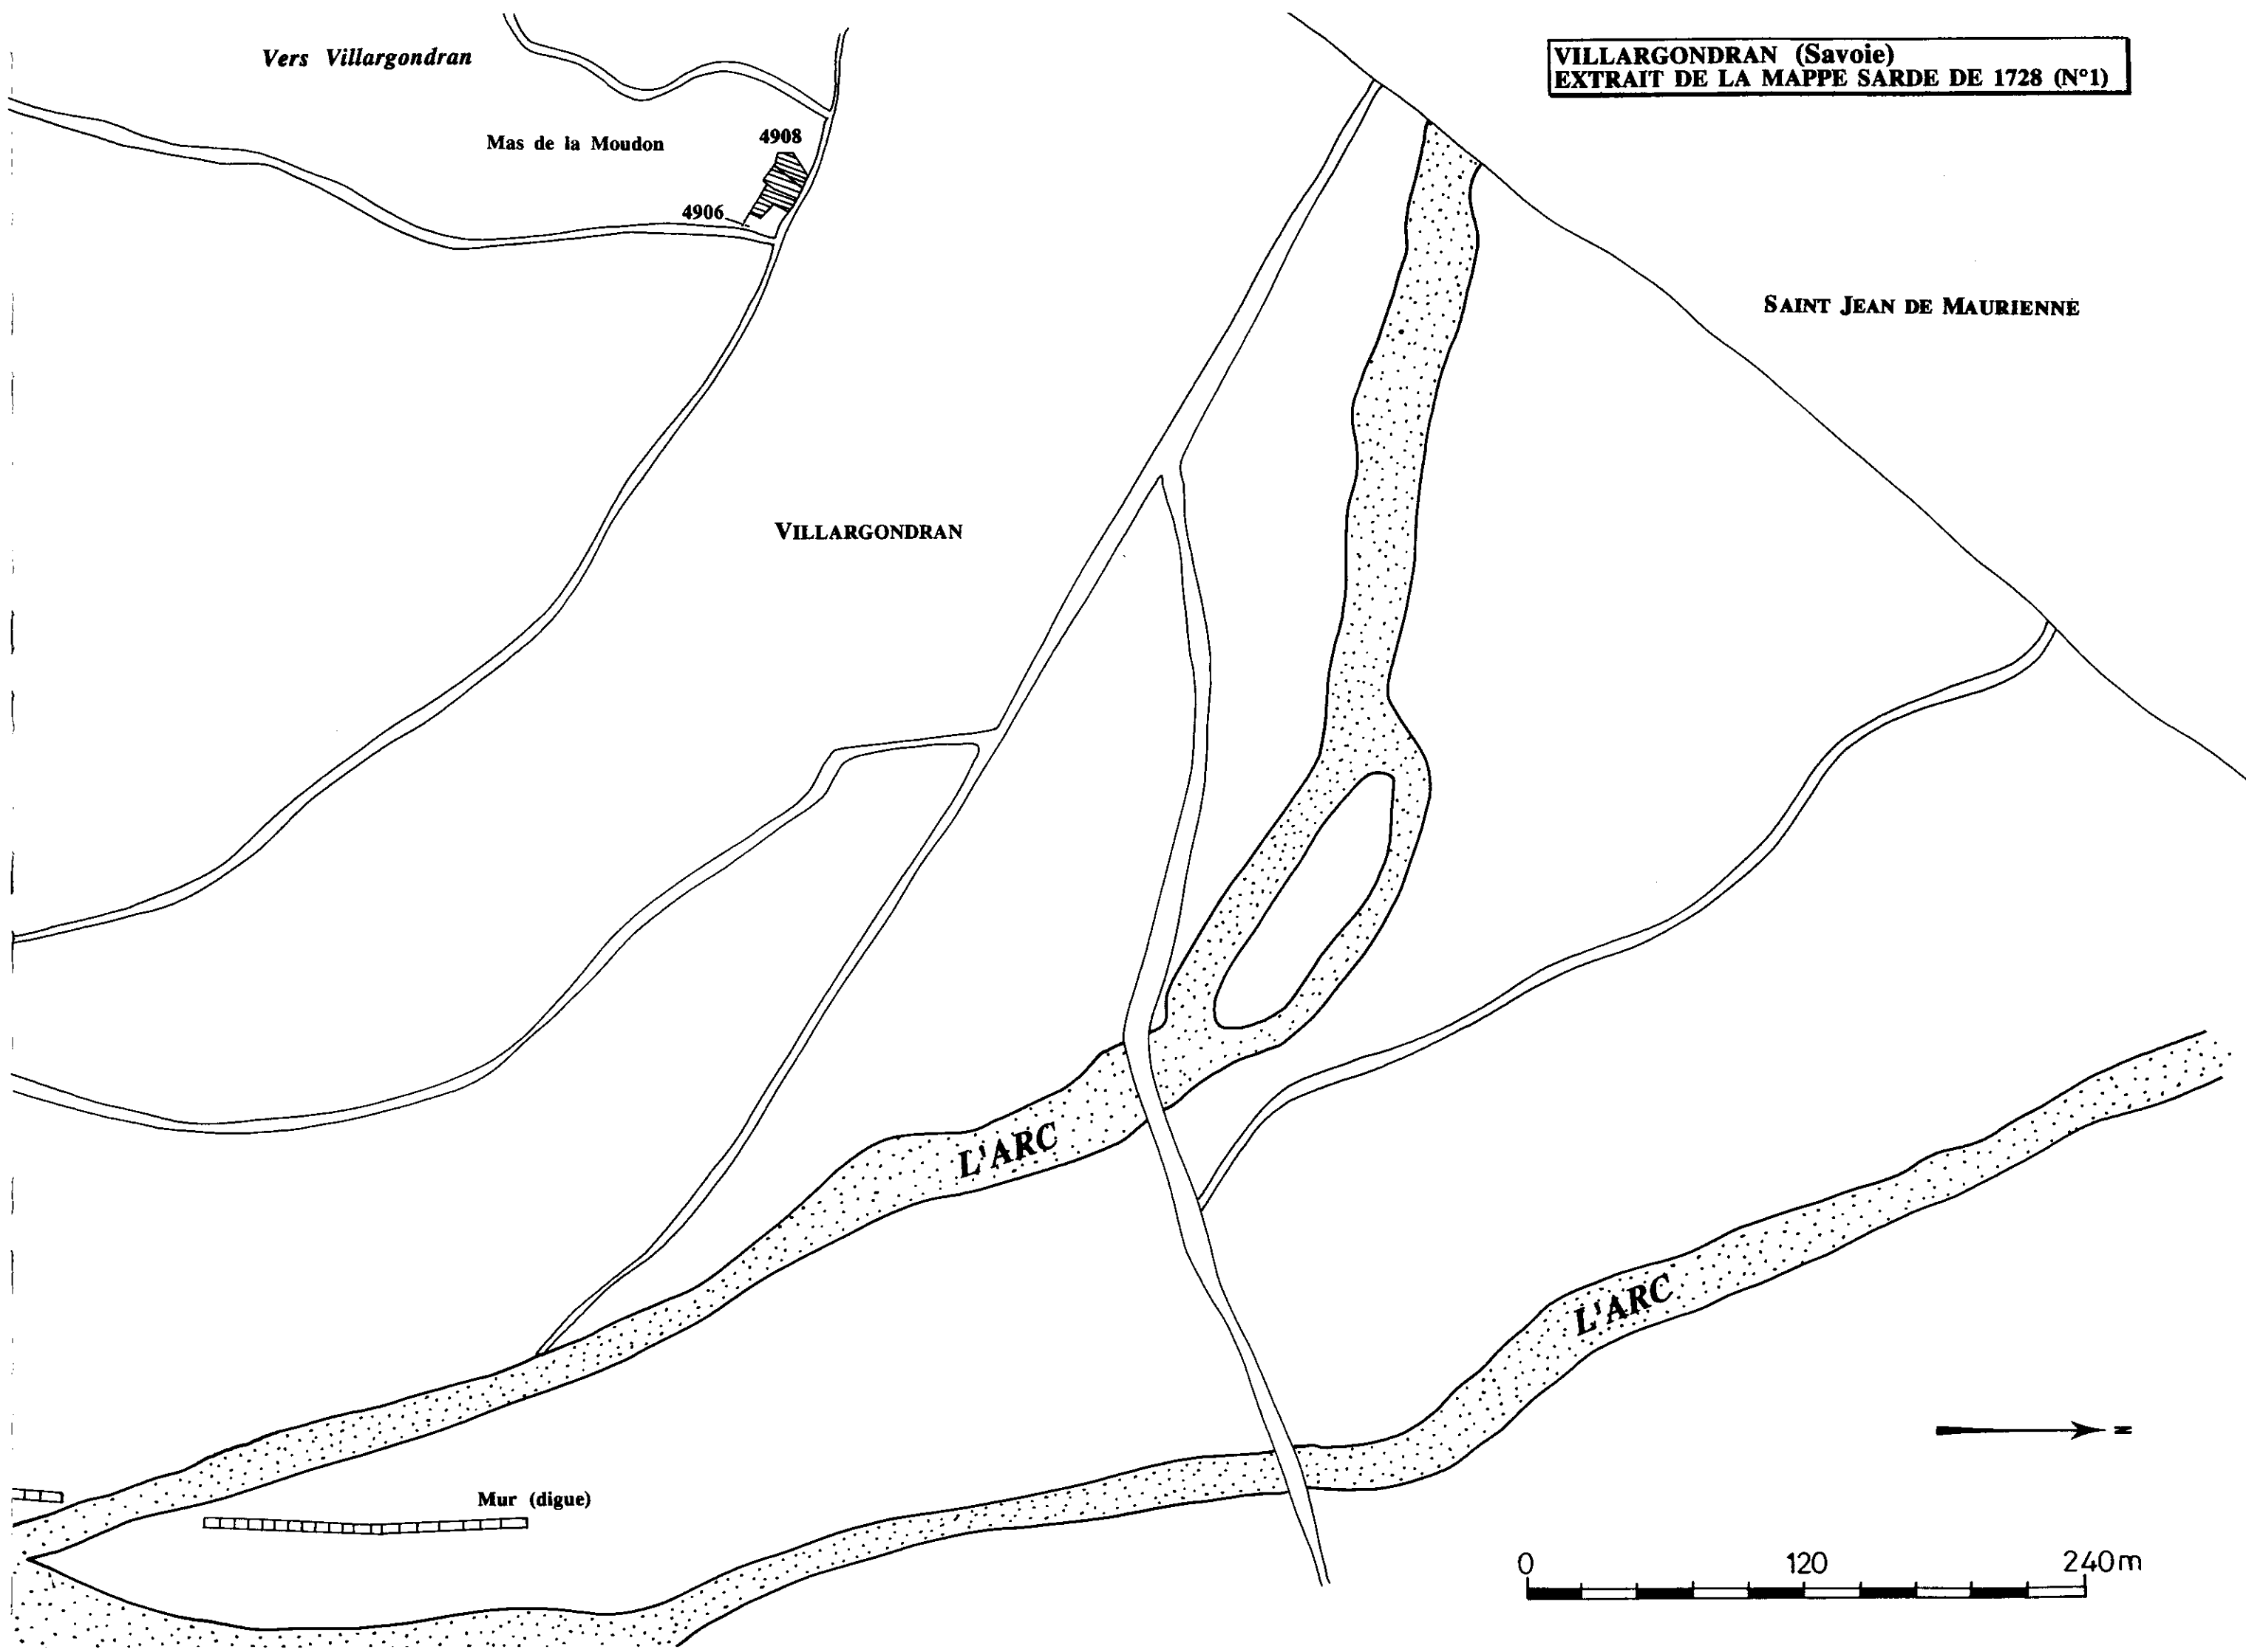 Vers Villargondran
VILLARGONDRAN (Savoie)
EXTRAIT DE LA MAPPE SARDE DE 1728 (N°1)
Mas de la Moudon
4908
4906
SAINT JEAN DE MAURIENNE
VILLARGONDRAN
L'ARC
L'ARC
N
Mur (digue)
0 120 240m